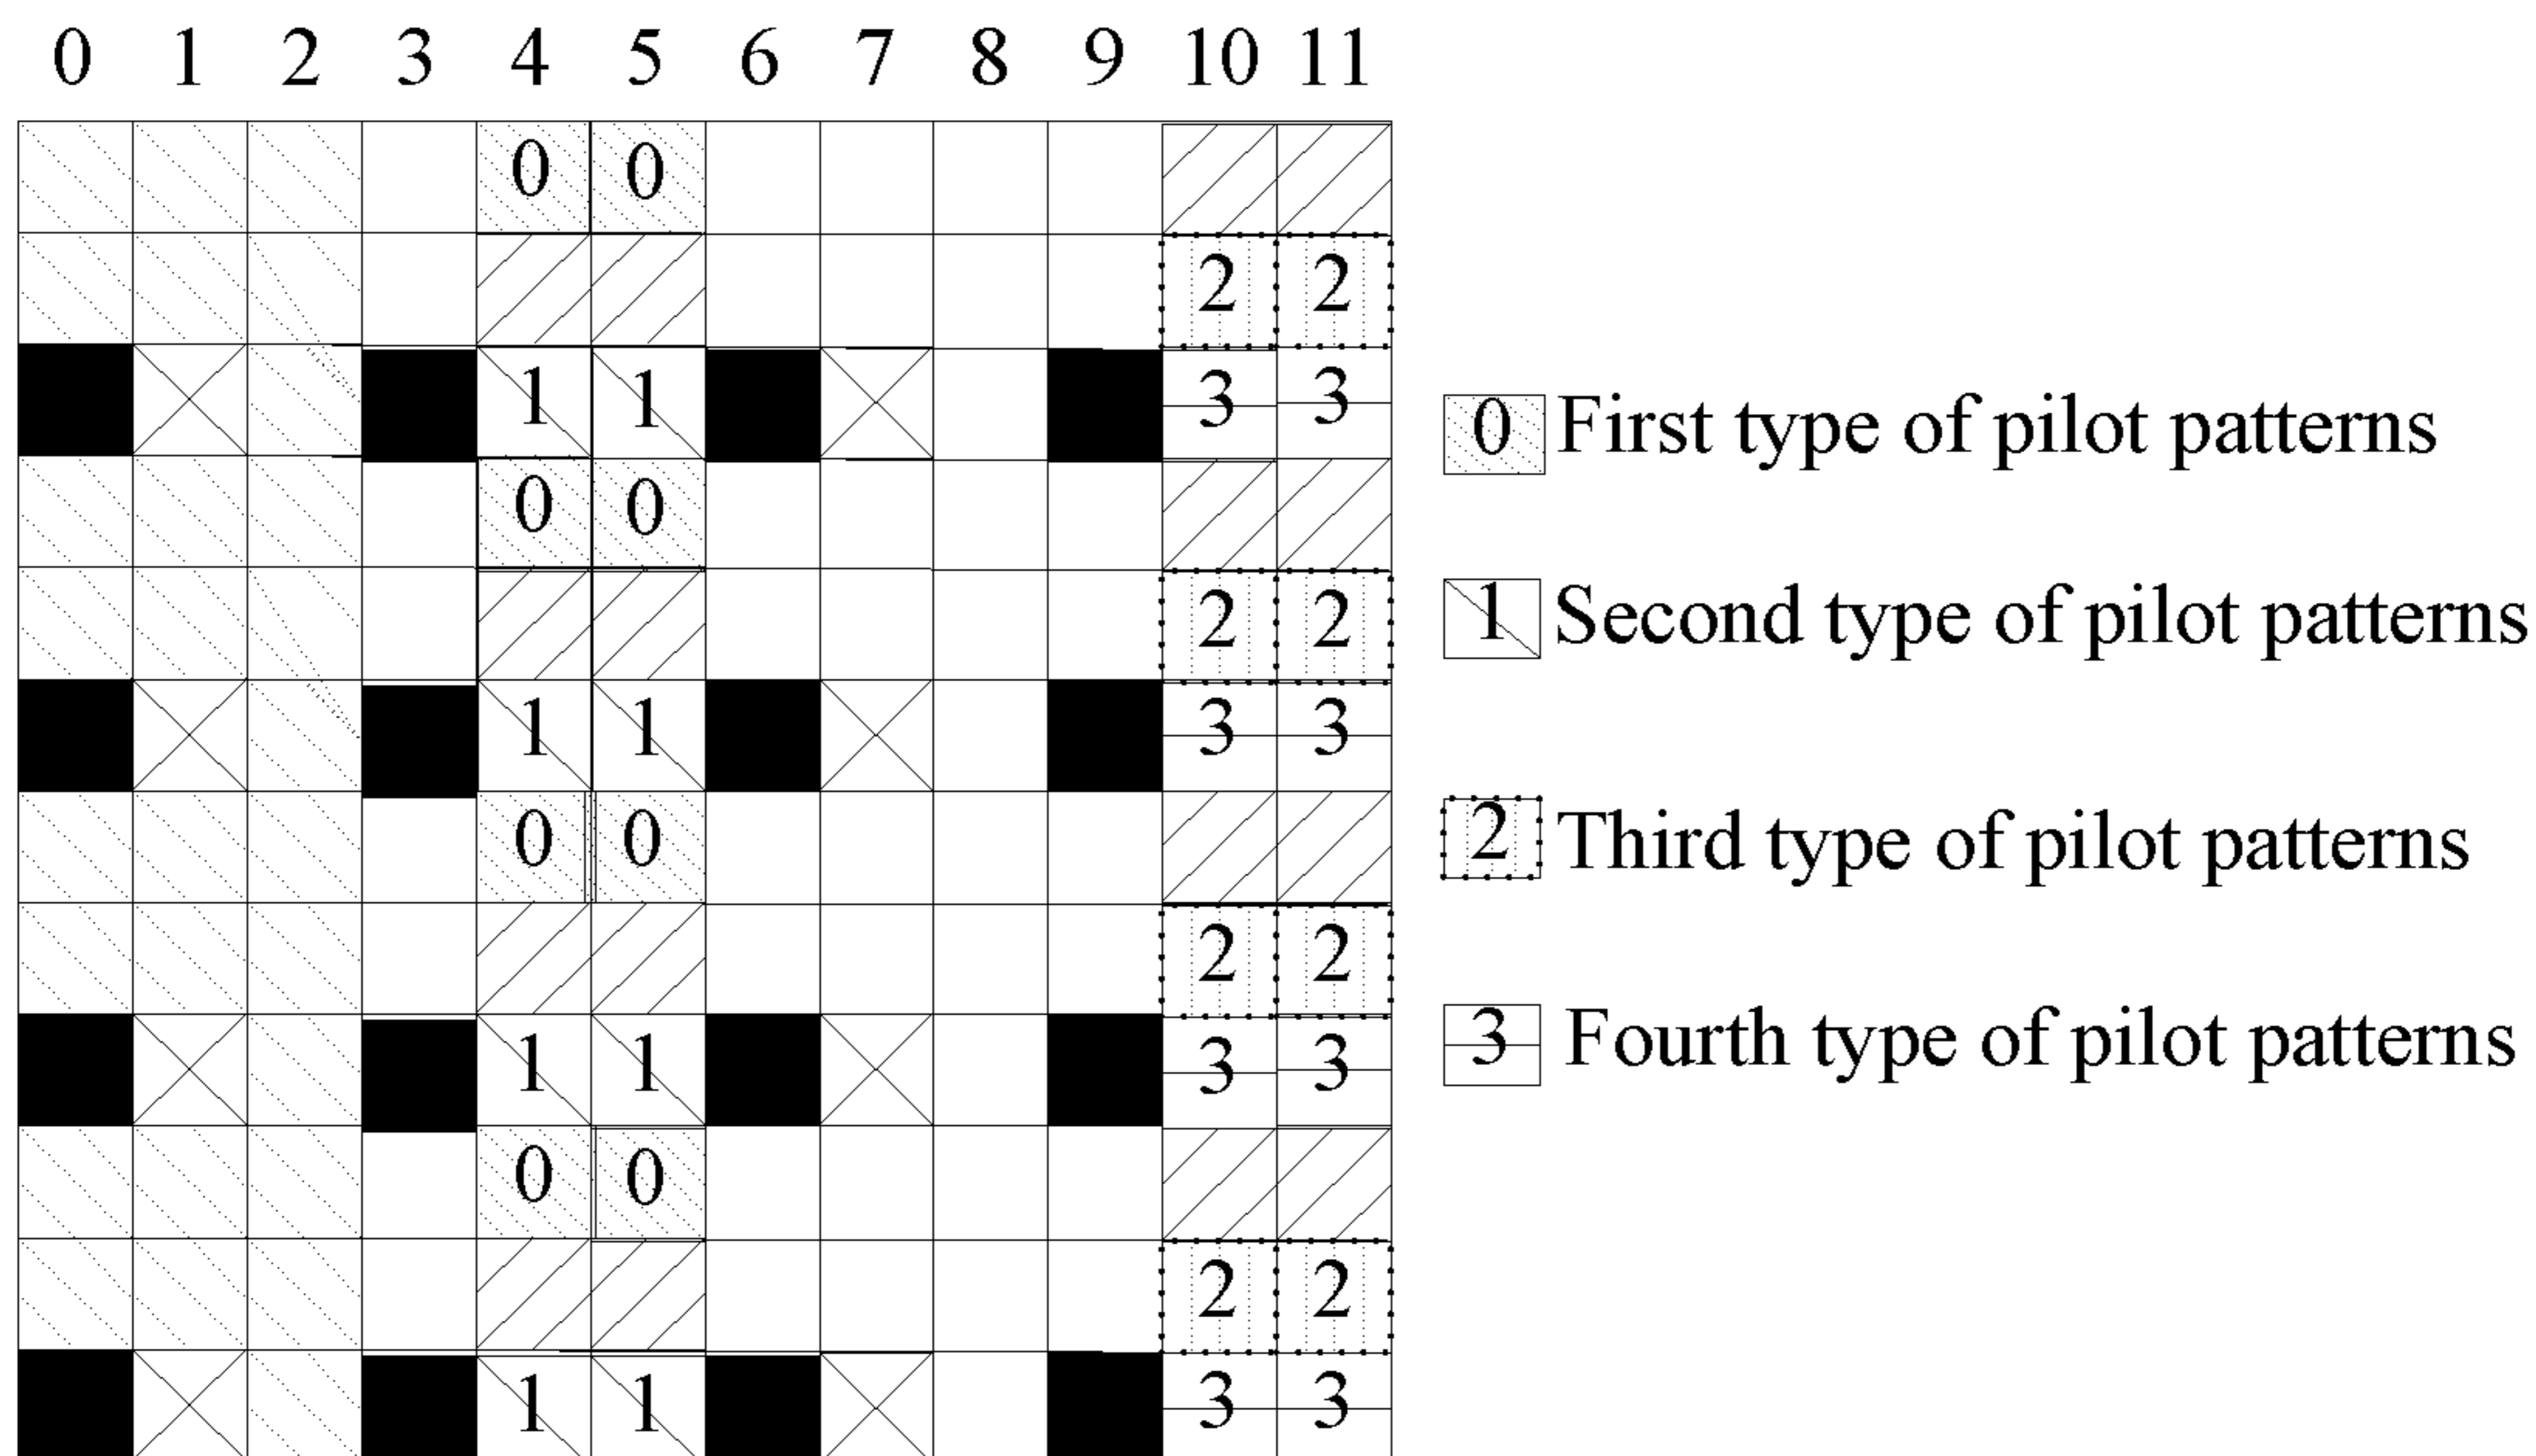 0 1 2 3 4 5 6 7 8 9 10 11
0 0
2 2
1 1 3 3
0 0
2 2
1 1 3 3
0 0
2 2
1 1 3 3
0 0
2 2
1 1 3 3
0 First type of pilot patterns
1 Second type of pilot patterns
2 Third type of pilot patterns
3 Fourth type of pilot patterns